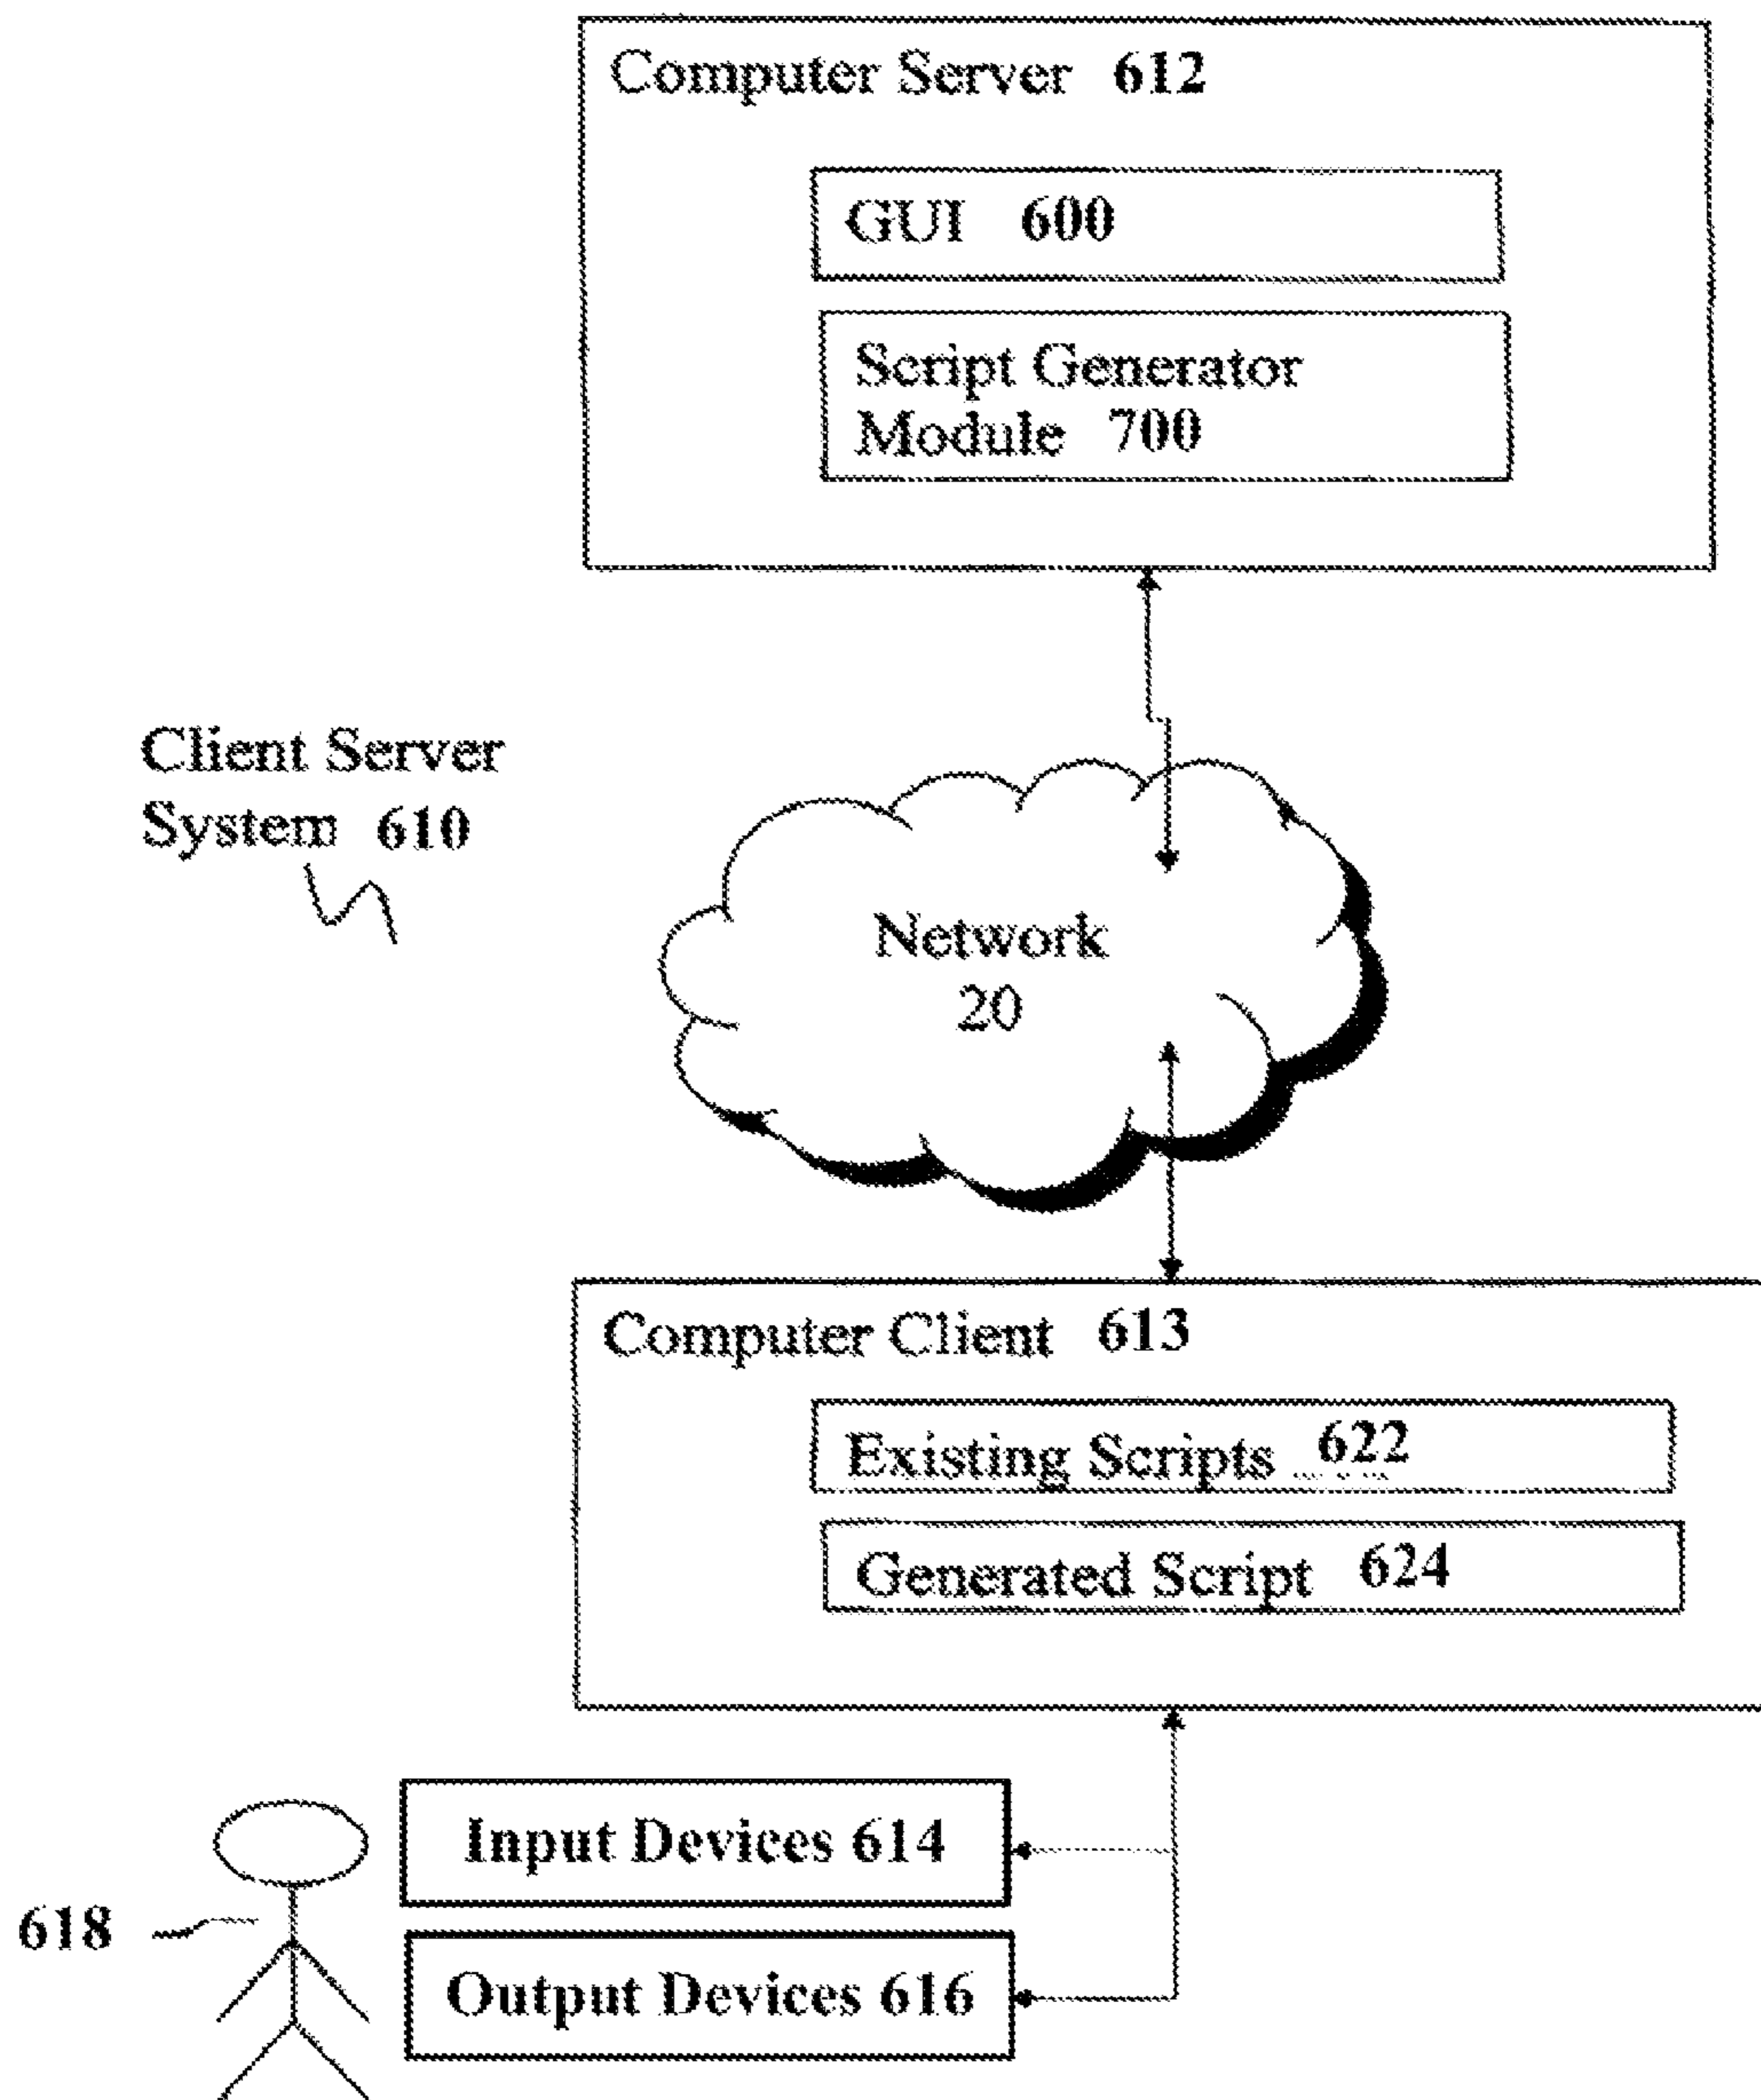 Computer Server 612
GUI 600
Script Generator
Module 700
Client Server
System 610
Network
20
Computer Client 613
Existing Scripts 622
Generated Script 624
Input Devices 614
618
Output Devices 616